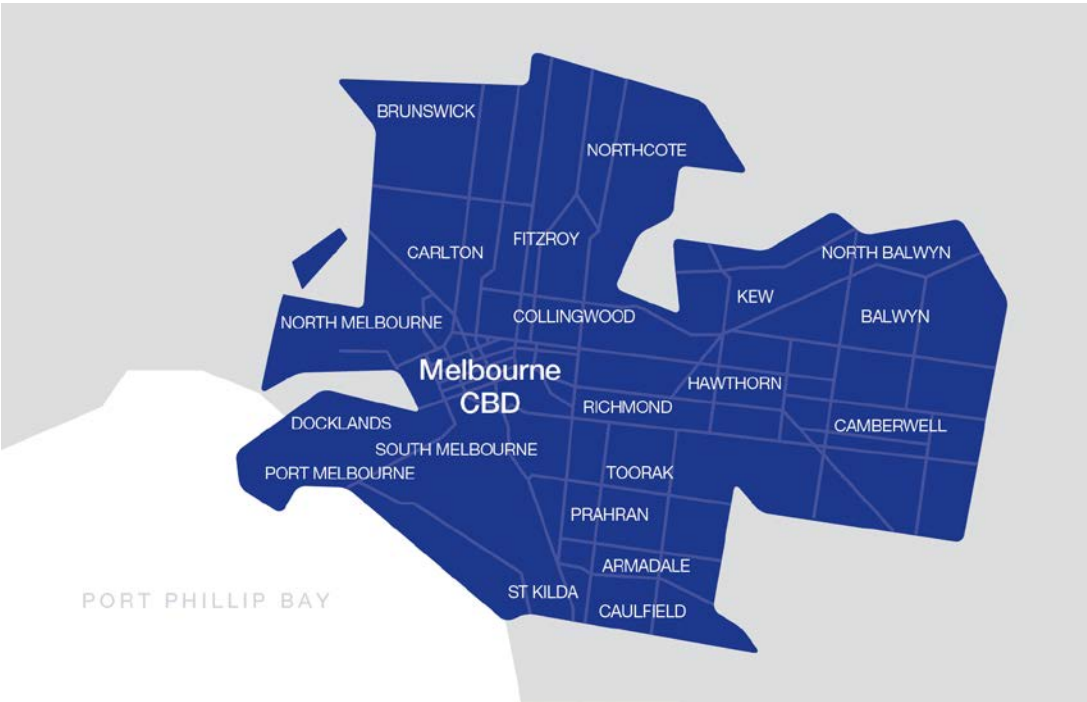 BRUNSWICK
NORTHCOTE
FITZROY
CARLTON
NORTH BALWYN
KEW
COLLINGWOOD
BALWYN
NORTH MELBOURNE
Melbourne
CBD
HAWTHORN
RICHMOND
DOCKLANDS
CAMBERWELL
SOUTH MELBOURNE
PORT MELBOURNE
TOORAK
PRAHRAN
ARMADALE
ST KILDA
CAULFIELD
PORT PHILLIP BAY